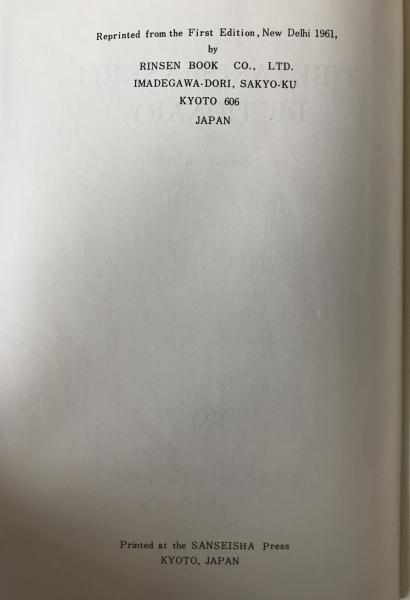 Reprinted from the First Edition, New Delhi 1961,
by
RINSEN BOOK CO., LTD.
IMADEGAWA-DORI, SAKYO-KU
KYOTO 606
JAPAN
Printed at the SANSEISHA Press
KYOTO, JAPAN